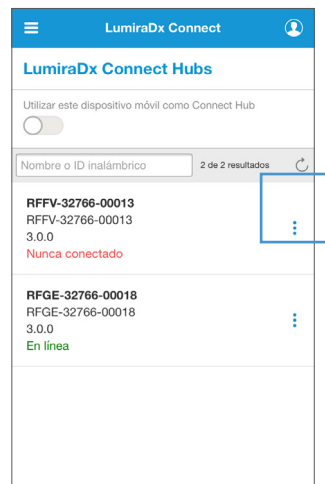 LumiraDx Connect
LumiraDx Connect Hubs
Utilizar este dispositivo móvil como Connect Hub
Nombre o ID inalámbrico
2 de 2 resultados
RFFV-32766-00013
RFFV-32766-00013
3.0.0
Nunca conectado
RFGE-32766-00018
RFGE-32766-00018
3.0.0
En línea